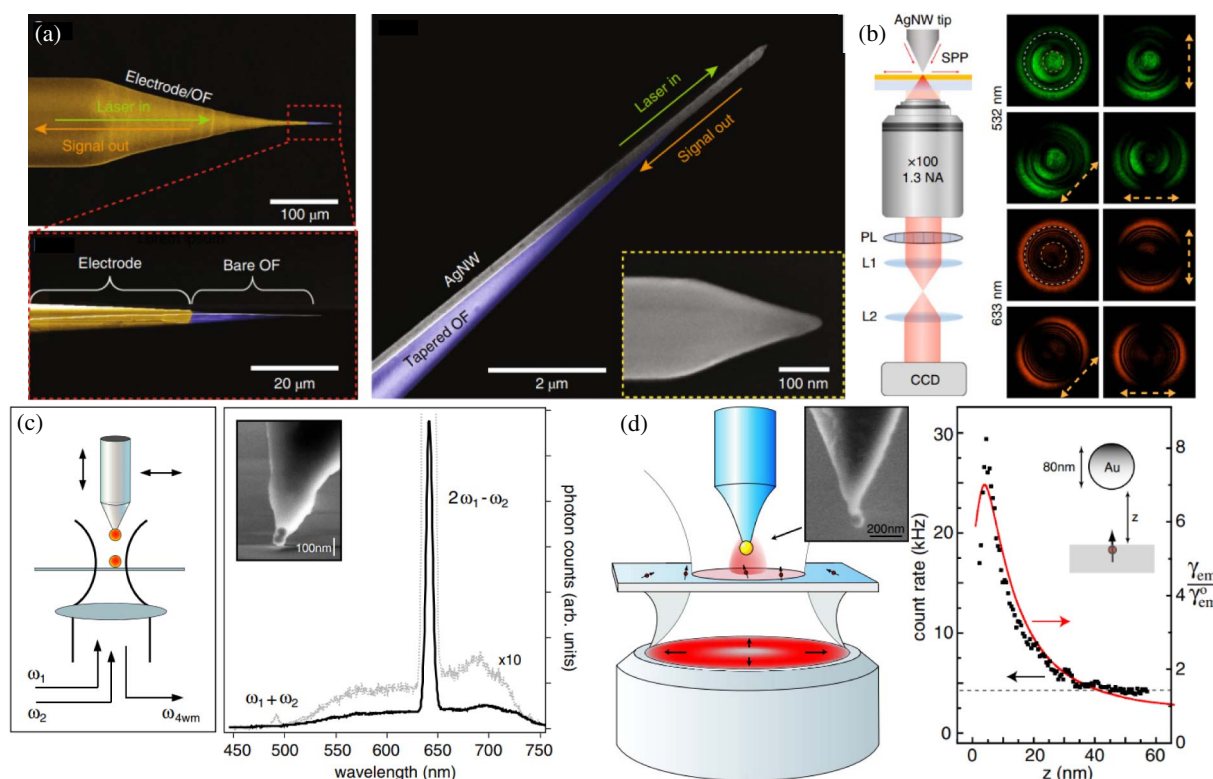 (a)
Electrode/OF
Laser in
Signal out
100 μm
Electrode
Bare OF
20 μm
Laser in
Signal out
AgNW
Tapered OF
2 μm
100 nm
(b)
AgNW tip
SPP
×100
1.3 NA
PL
L1
L2
CCD
532 nm
633 nm
(c)
ω1
ω2
ω4wm
100nm
2ω1-ω2
ω1+ω2
x10
450 500 550 600 650 700 750
wavelength (nm)
photon counts (arb. units)
(d)
200nm
30
25
20
15
10
5
0
count rate (kHz)
80nm
Au
z
8
6
4
2
0
γem
γoem
0 10 20 30 40 50 60
z (nm)